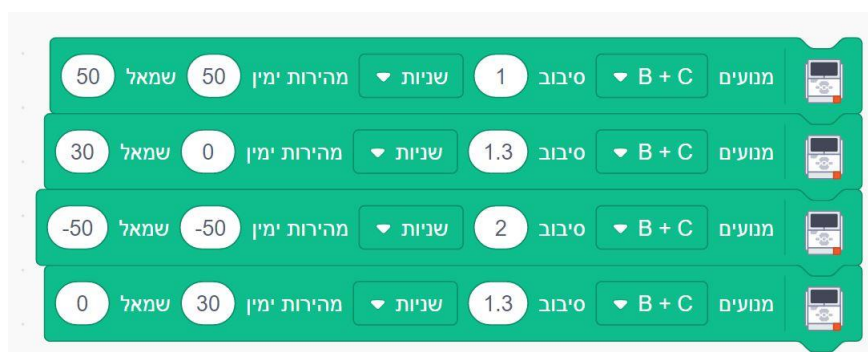 מנועים B + C סיבוב 1 שניות מהירות ימין 50 שמאל 50
מנועים B + C סיבוב 1.3 שניות מהירות ימין 0 שמאל 30
מנועים B + C סיבוב 2 שניות מהירות ימין -50 שמאל -50
מנועים B + C סיבוב 1.3 שניות מהירות ימין 30 שמאל 0